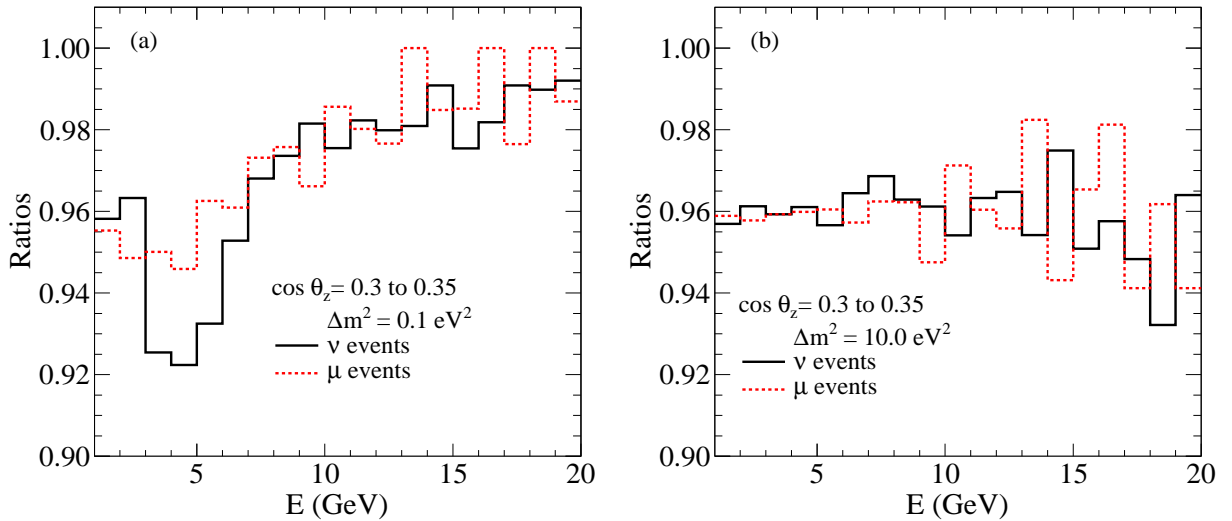 (a)
1.00
0.98
0.96
0.94
0.92
0.90
Ratios
cos θz= 0.3 to 0.35
Δm² = 0.1 eV²
ν events
μ events
5
10
15
20
E (GeV)
(b)
1.00
0.98
0.96
0.94
0.92
0.90
Ratios
cos θz= 0.3 to 0.35
Δm² = 10.0 eV²
ν events
μ events
5
10
15
20
E (GeV)